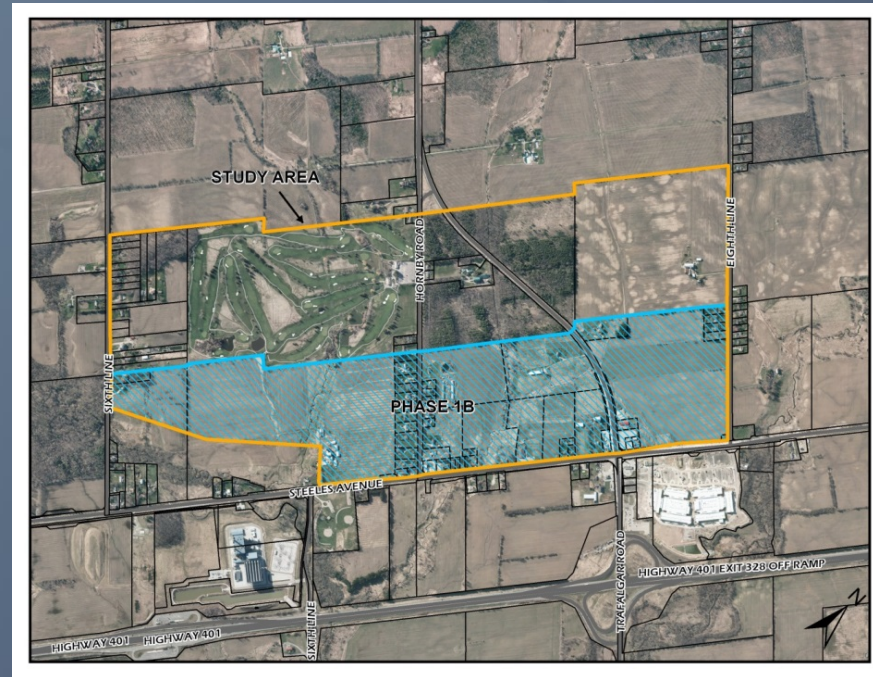 STUDY AREA
HORNBY ROAD
EIGHTH LINE
SIXTH LINE
PHASE 1B
STEELES AVENUE
TRAFALGAR ROAD
HIGHWAY 401 EXIT 328 OFF RAMP
HIGHWAY 401 HIGHWAY 401
SIXTH LINE
N